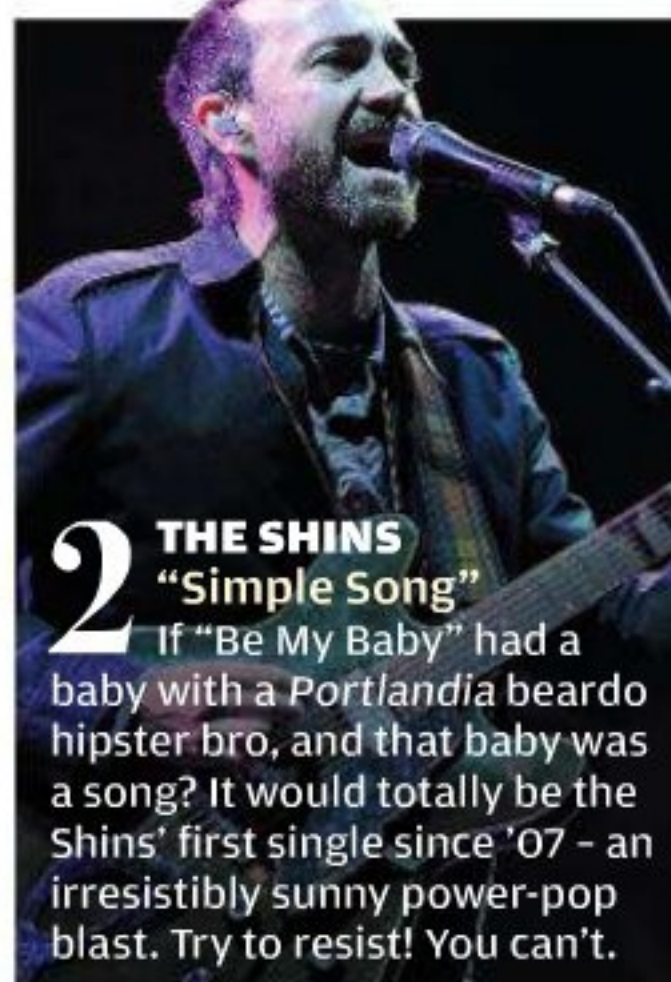 2 THE SHINS
“Simple Song”
If “Be My Baby” had a
baby with a Portlandia beardo
hipster bro, and that baby was
a song? It would totally be the
Shins’ first single since ’07 – an
irresistibly sunny power-pop
blast. Try to resist! You can’t.